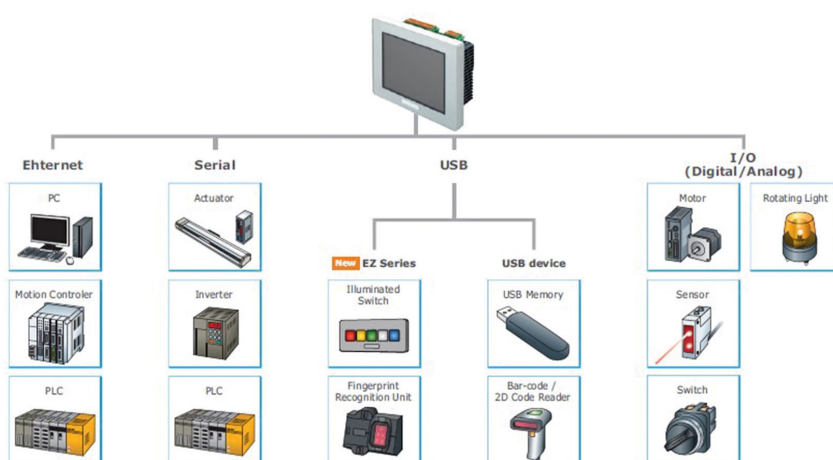 Ehternet
Serial
USB
I/O
(Digital/Analog)
PC
Actuator
Motor
Rotating Light
New EZ Series
USB device
Motion Controler
Inverter
Illuminated
Switch
USB Memory
Sensor
PLC
PLC
Fingerprint
Recognition Unit
Bar-code /
2D Code Reader
Switch